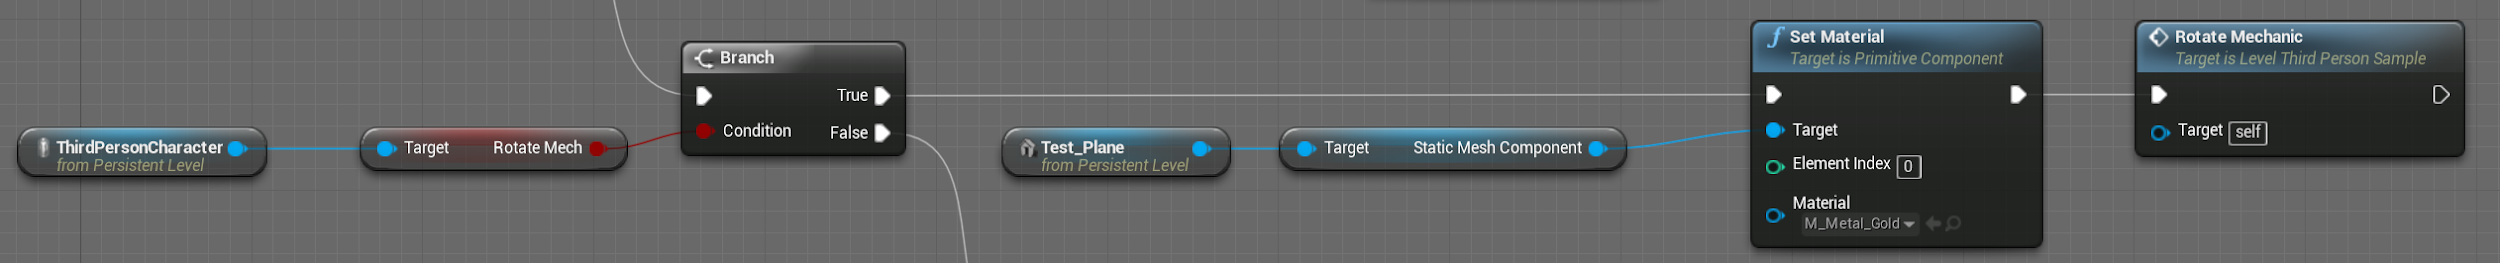 ThirdPersonCharacter
from Persistent Level
Target Rotate Mech
Branch
True
Condition False
Test_Plane
from Persistent Level
Target Static Mesh Component
Set Material
Target is Primitive Component
Target
Element Index 0
Material
M_Metal_Gold
Rotate Mechanic
Target is Level Third Person Sample
Target self